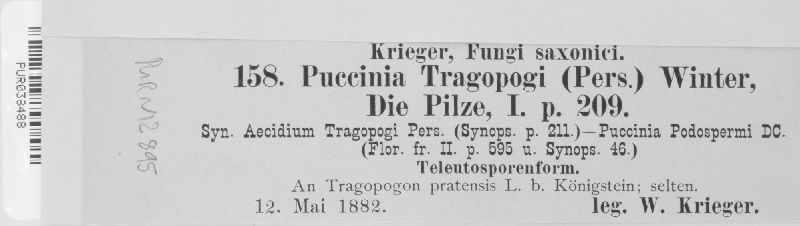 PUR038488
PUR N12895
Krieger, Fungi saxonici.
158. Puccinia Tragopogi (Pers.) Winter,
Die Pilze, I. p. 209.
Syn. Aecidium Tragopogi Pers. (Synops. p. 211.)—Puccinia Podospermi DC.
(Flor. fr. II. p. 595 u. Synops. 46.)
Teleutosporenform.
An Tragopogon pratensis L. b. Königstein; selten.
12. Mai 1882. leg. W. Krieger.